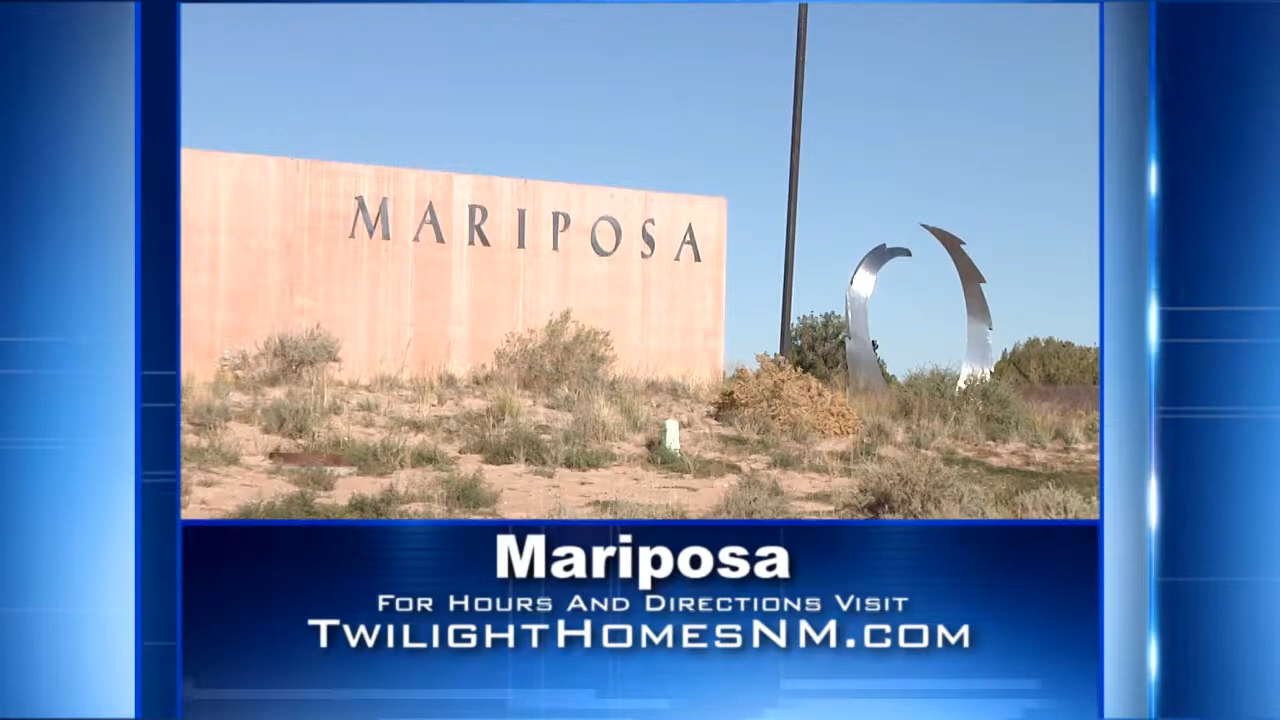 MARIPOSA
Mariposa
FOR HOURS AND DIRECTIONS VISIT
TWILIGHTHOMESNM.COM